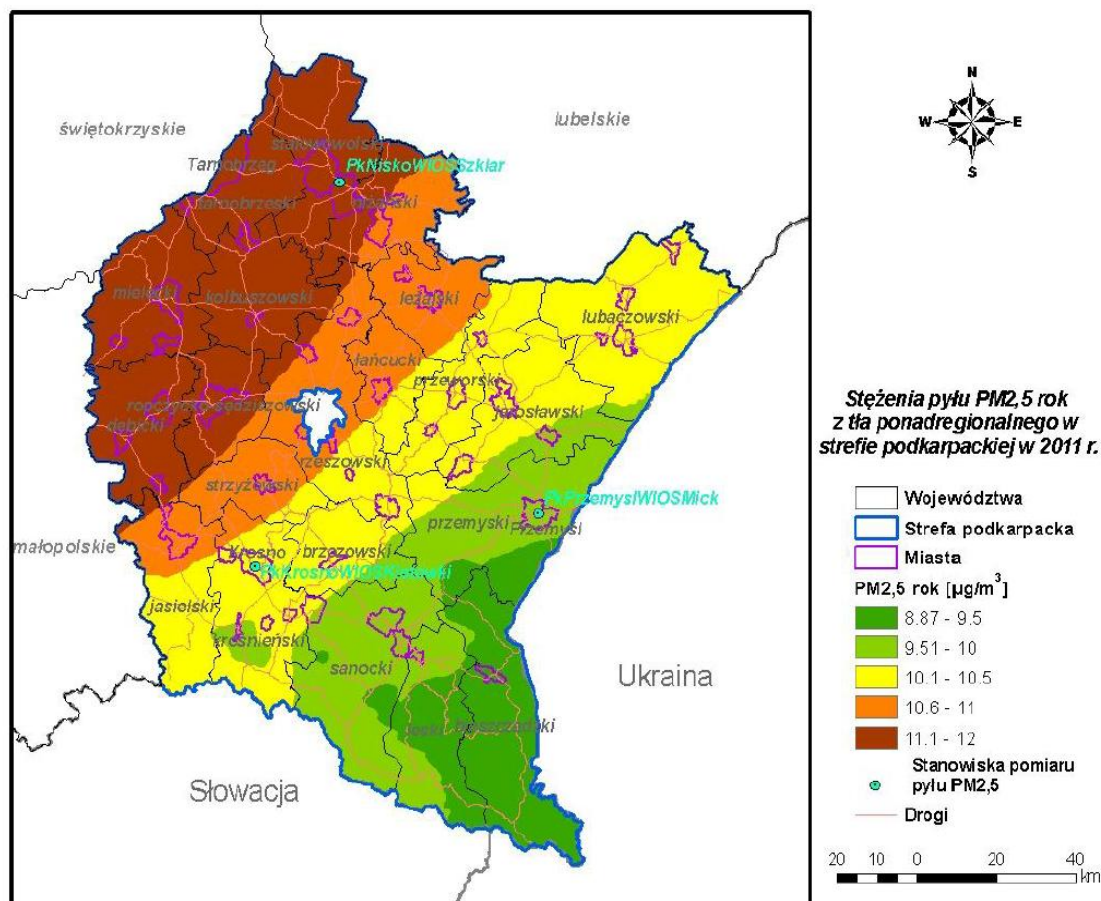 N
W E
S
świętokrzyskie
lubelskie
stalowowolski
Tarnobrzeg
PkNiskoWIOSSzklar
niżański
tarnobrzeski
mielecki
kolbuszowski
leżajski
lubaczowski
łańcucki
przeworski
ropczycko-sędziszowski
jarosławski
dębicki
rzeszowski
strzyżowski
PkPrzemyslWIOSMick
przemyski
Przemyśl
małopolskie
Krosno
brzozowski
jasielski
krośnieński
sanocki
Ukraina
leski
bieszczadzki
Słowacja
Stężenia pyłu PM2,5 rok
z tła ponadregionalnego w
strefie podkarpackiej w 2011 r.
Województwa
Strefa podkarpacka
Miasta
PM2,5 rok [µg/m³]
8.87 - 9.5
9.51 - 10
10.1 - 10.5
10.6 - 11
11.1 - 12
Stanowiska pomiaru
pyłu PM2,5
Drogi
20 10 0 20 40
km